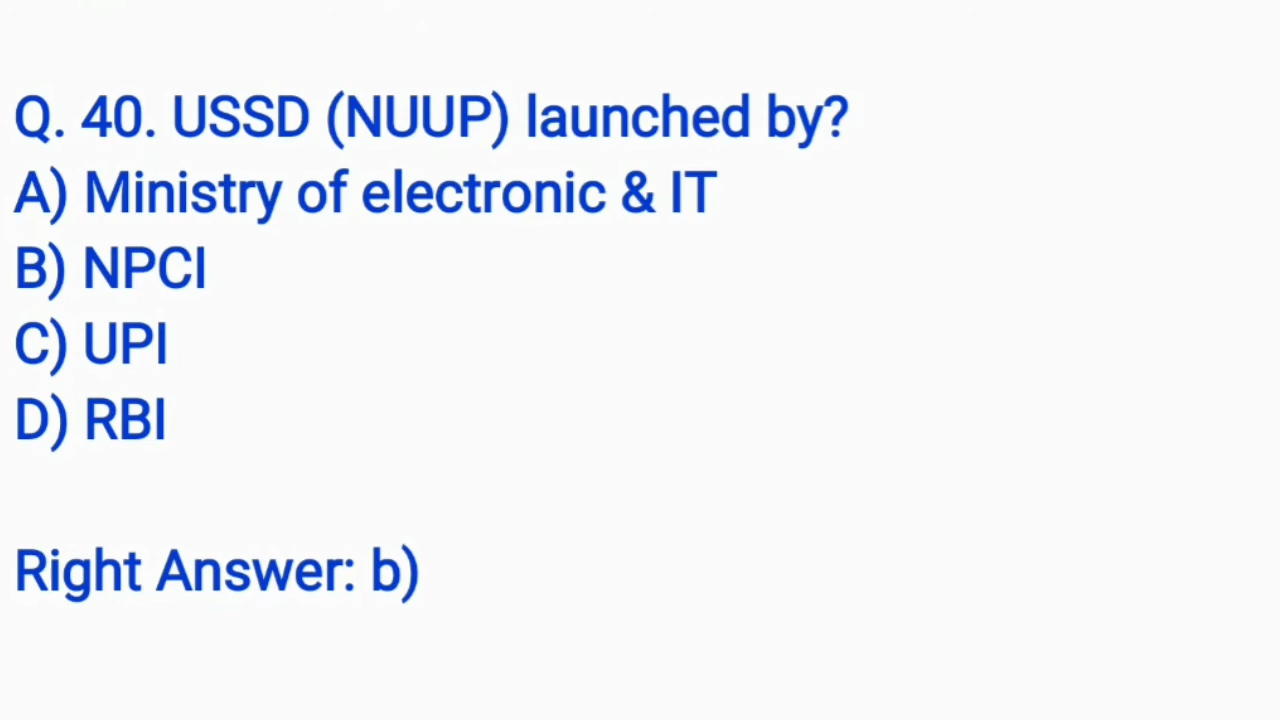 Q. 40. USSD (NUUP) launched by?
A) Ministry of electronic & IT
B) NPCI
C) UPI
D) RBI
Right Answer: b)